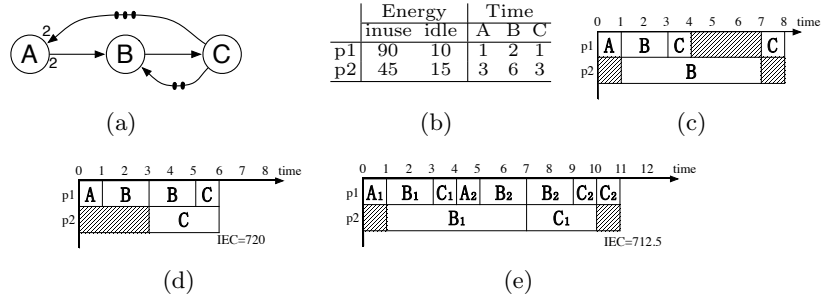 A 2 2 B C
(a)
Energy Time
inuse idle A B C
p1 90 10 1 2 1
p2 45 15 3 6 3
(b)
0 1 2 3 4 5 6 7 8 time
p1 A B C C
p2 B
(c)
0 1 2 3 4 5 6 7 8 time
p1 A B B C
p2 C
IEC=720
(d)
0 1 2 3 4 5 6 7 8 9 10 11 12 time
p1 A1 B1 C1 A2 B2 B2 C2 C2
p2 B1 C1
IEC=712.5
(e)